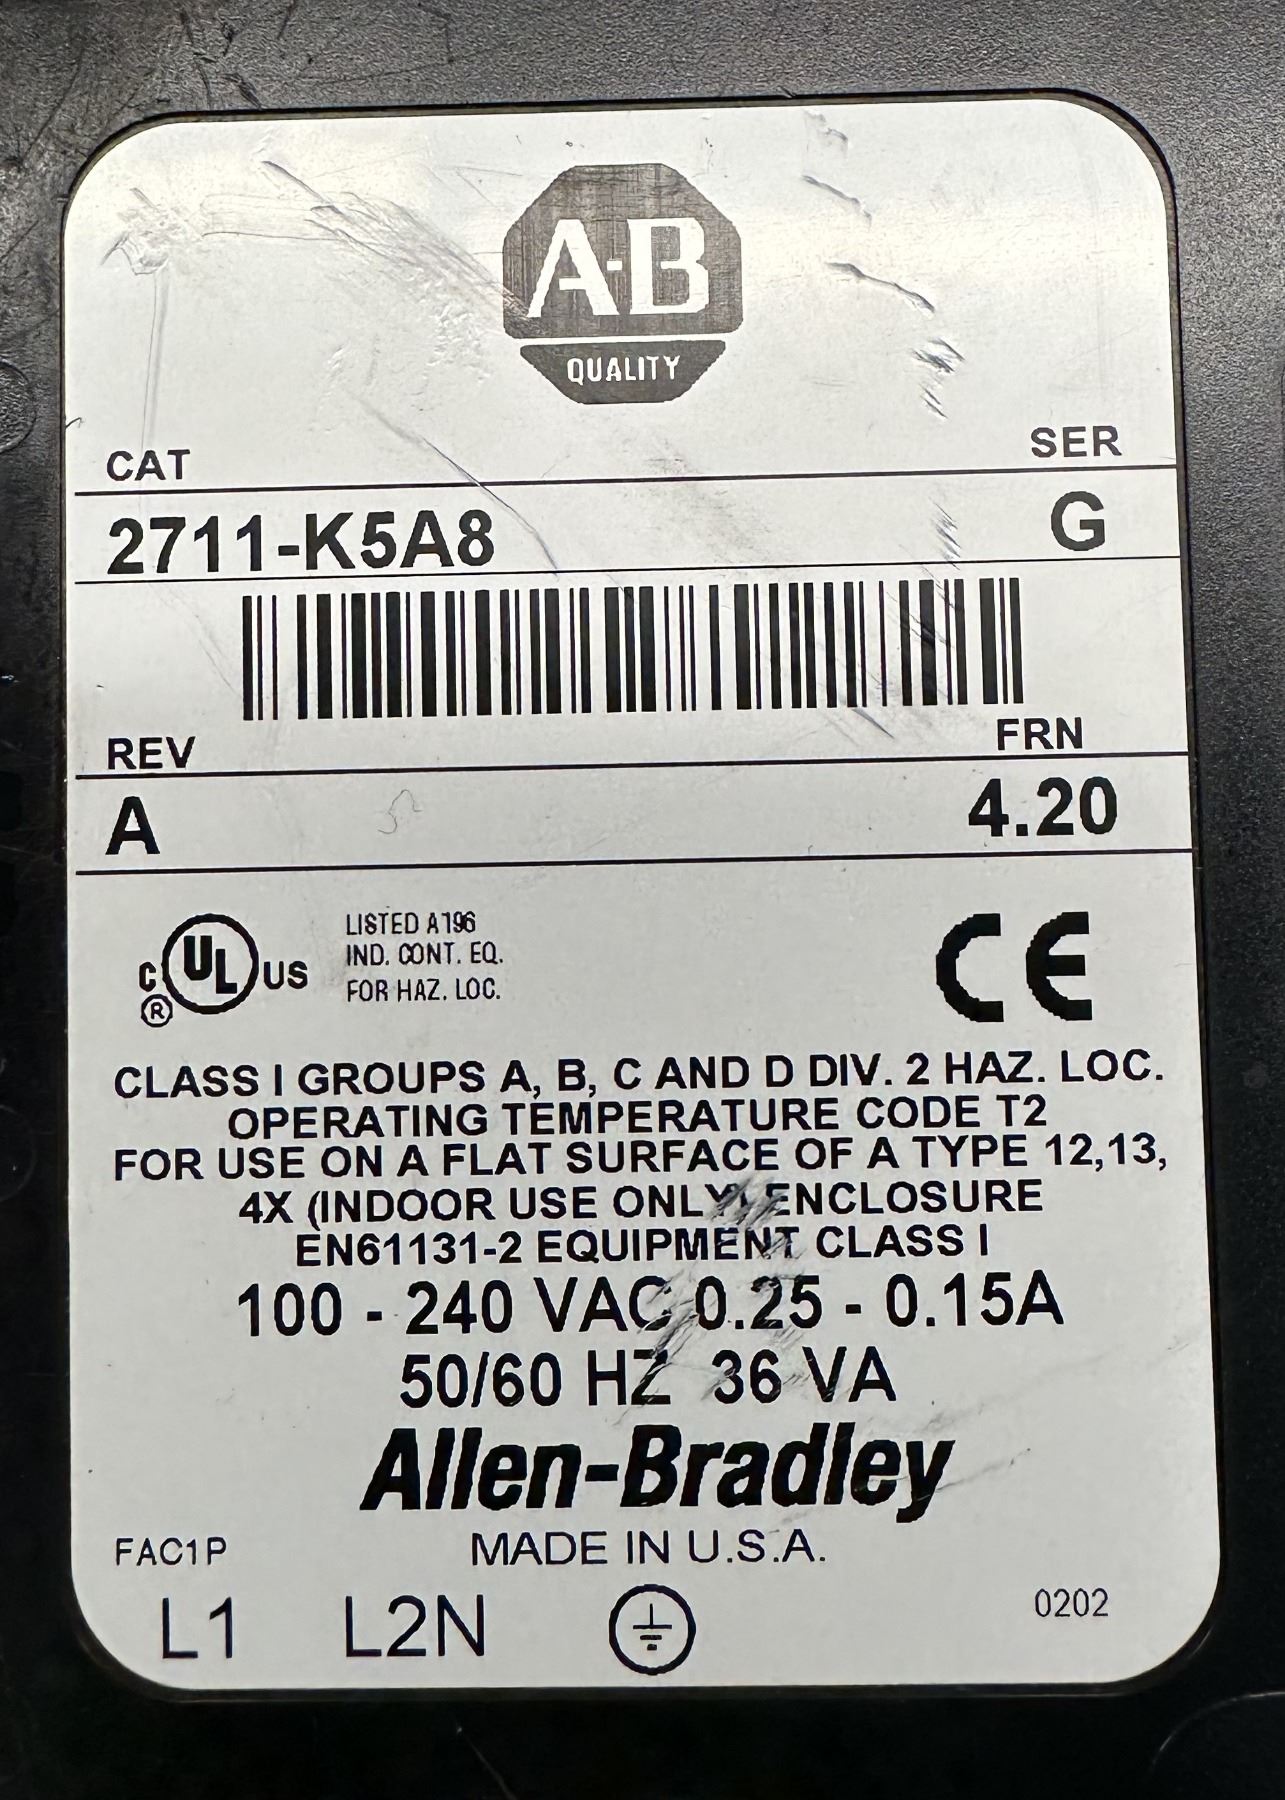 A-B
QUALITY
CAT SER
2711-K5A8 G
REV FRN
A 4.20
C UL US ®
LISTED A196
IND. CONT. EQ.
FOR HAZ. LOC.
CE
CLASS I GROUPS A, B, C AND D DIV. 2 HAZ. LOC.
OPERATING TEMPERATURE CODE T2
FOR USE ON A FLAT SURFACE OF A TYPE 12,13,
4X (INDOOR USE ONLY) ENCLOSURE
EN61131-2 EQUIPMENT CLASS I
100 - 240 VAC 0.25 - 0.15A
50/60 HZ 36 VA
Allen-Bradley
FAC1P MADE IN U.S.A.
L1 L2N 0202